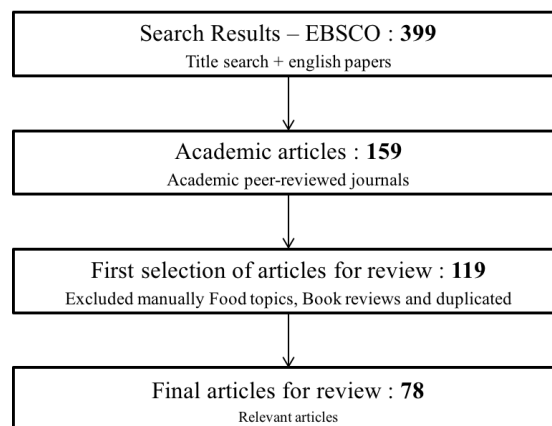 Search Results – EBSCO : 399
Title search + english papers
Academic articles : 159
Academic peer-reviewed journals
First selection of articles for review : 119
Excluded manually Food topics, Book reviews and duplicated
Final articles for review : 78
Relevant articles